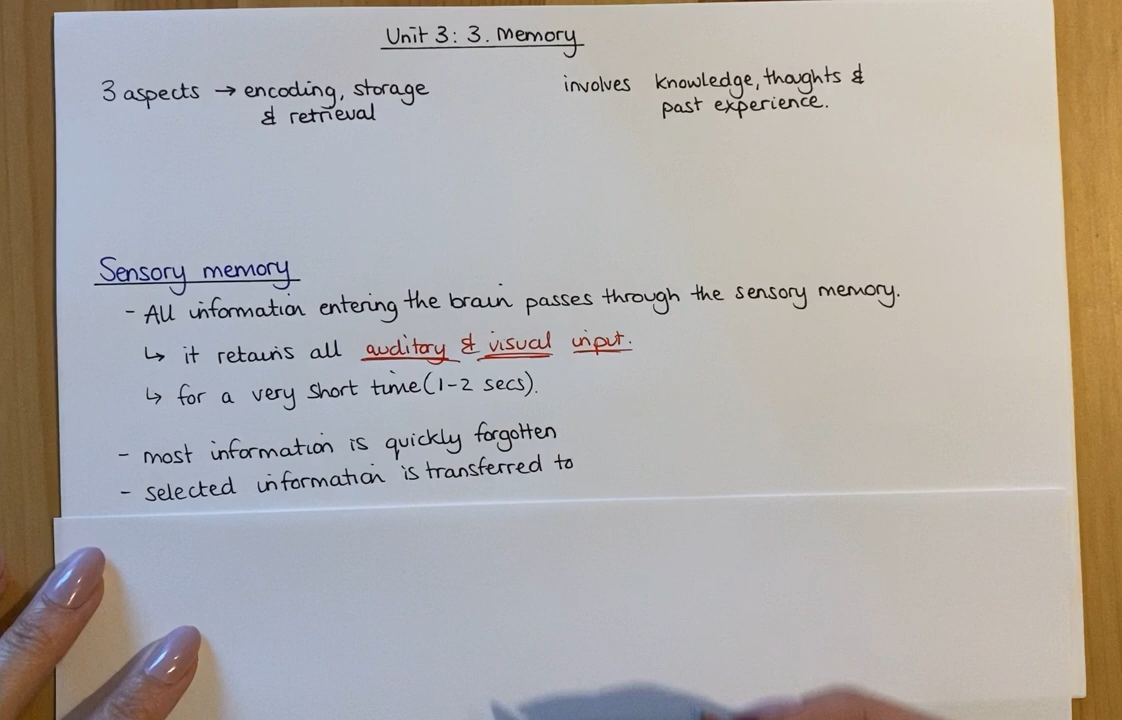 Unit 3: 3. Memory
3 aspects → encoding, storage
& retrieval
involves knowledge, thoughts &
past experience.
Sensory memory
- All information entering the brain passes through the sensory memory.
↳ it retains all auditory & visual input.
↳ for a very short time (1-2 secs).
- most information is quickly forgotten
- selected information is transferred to